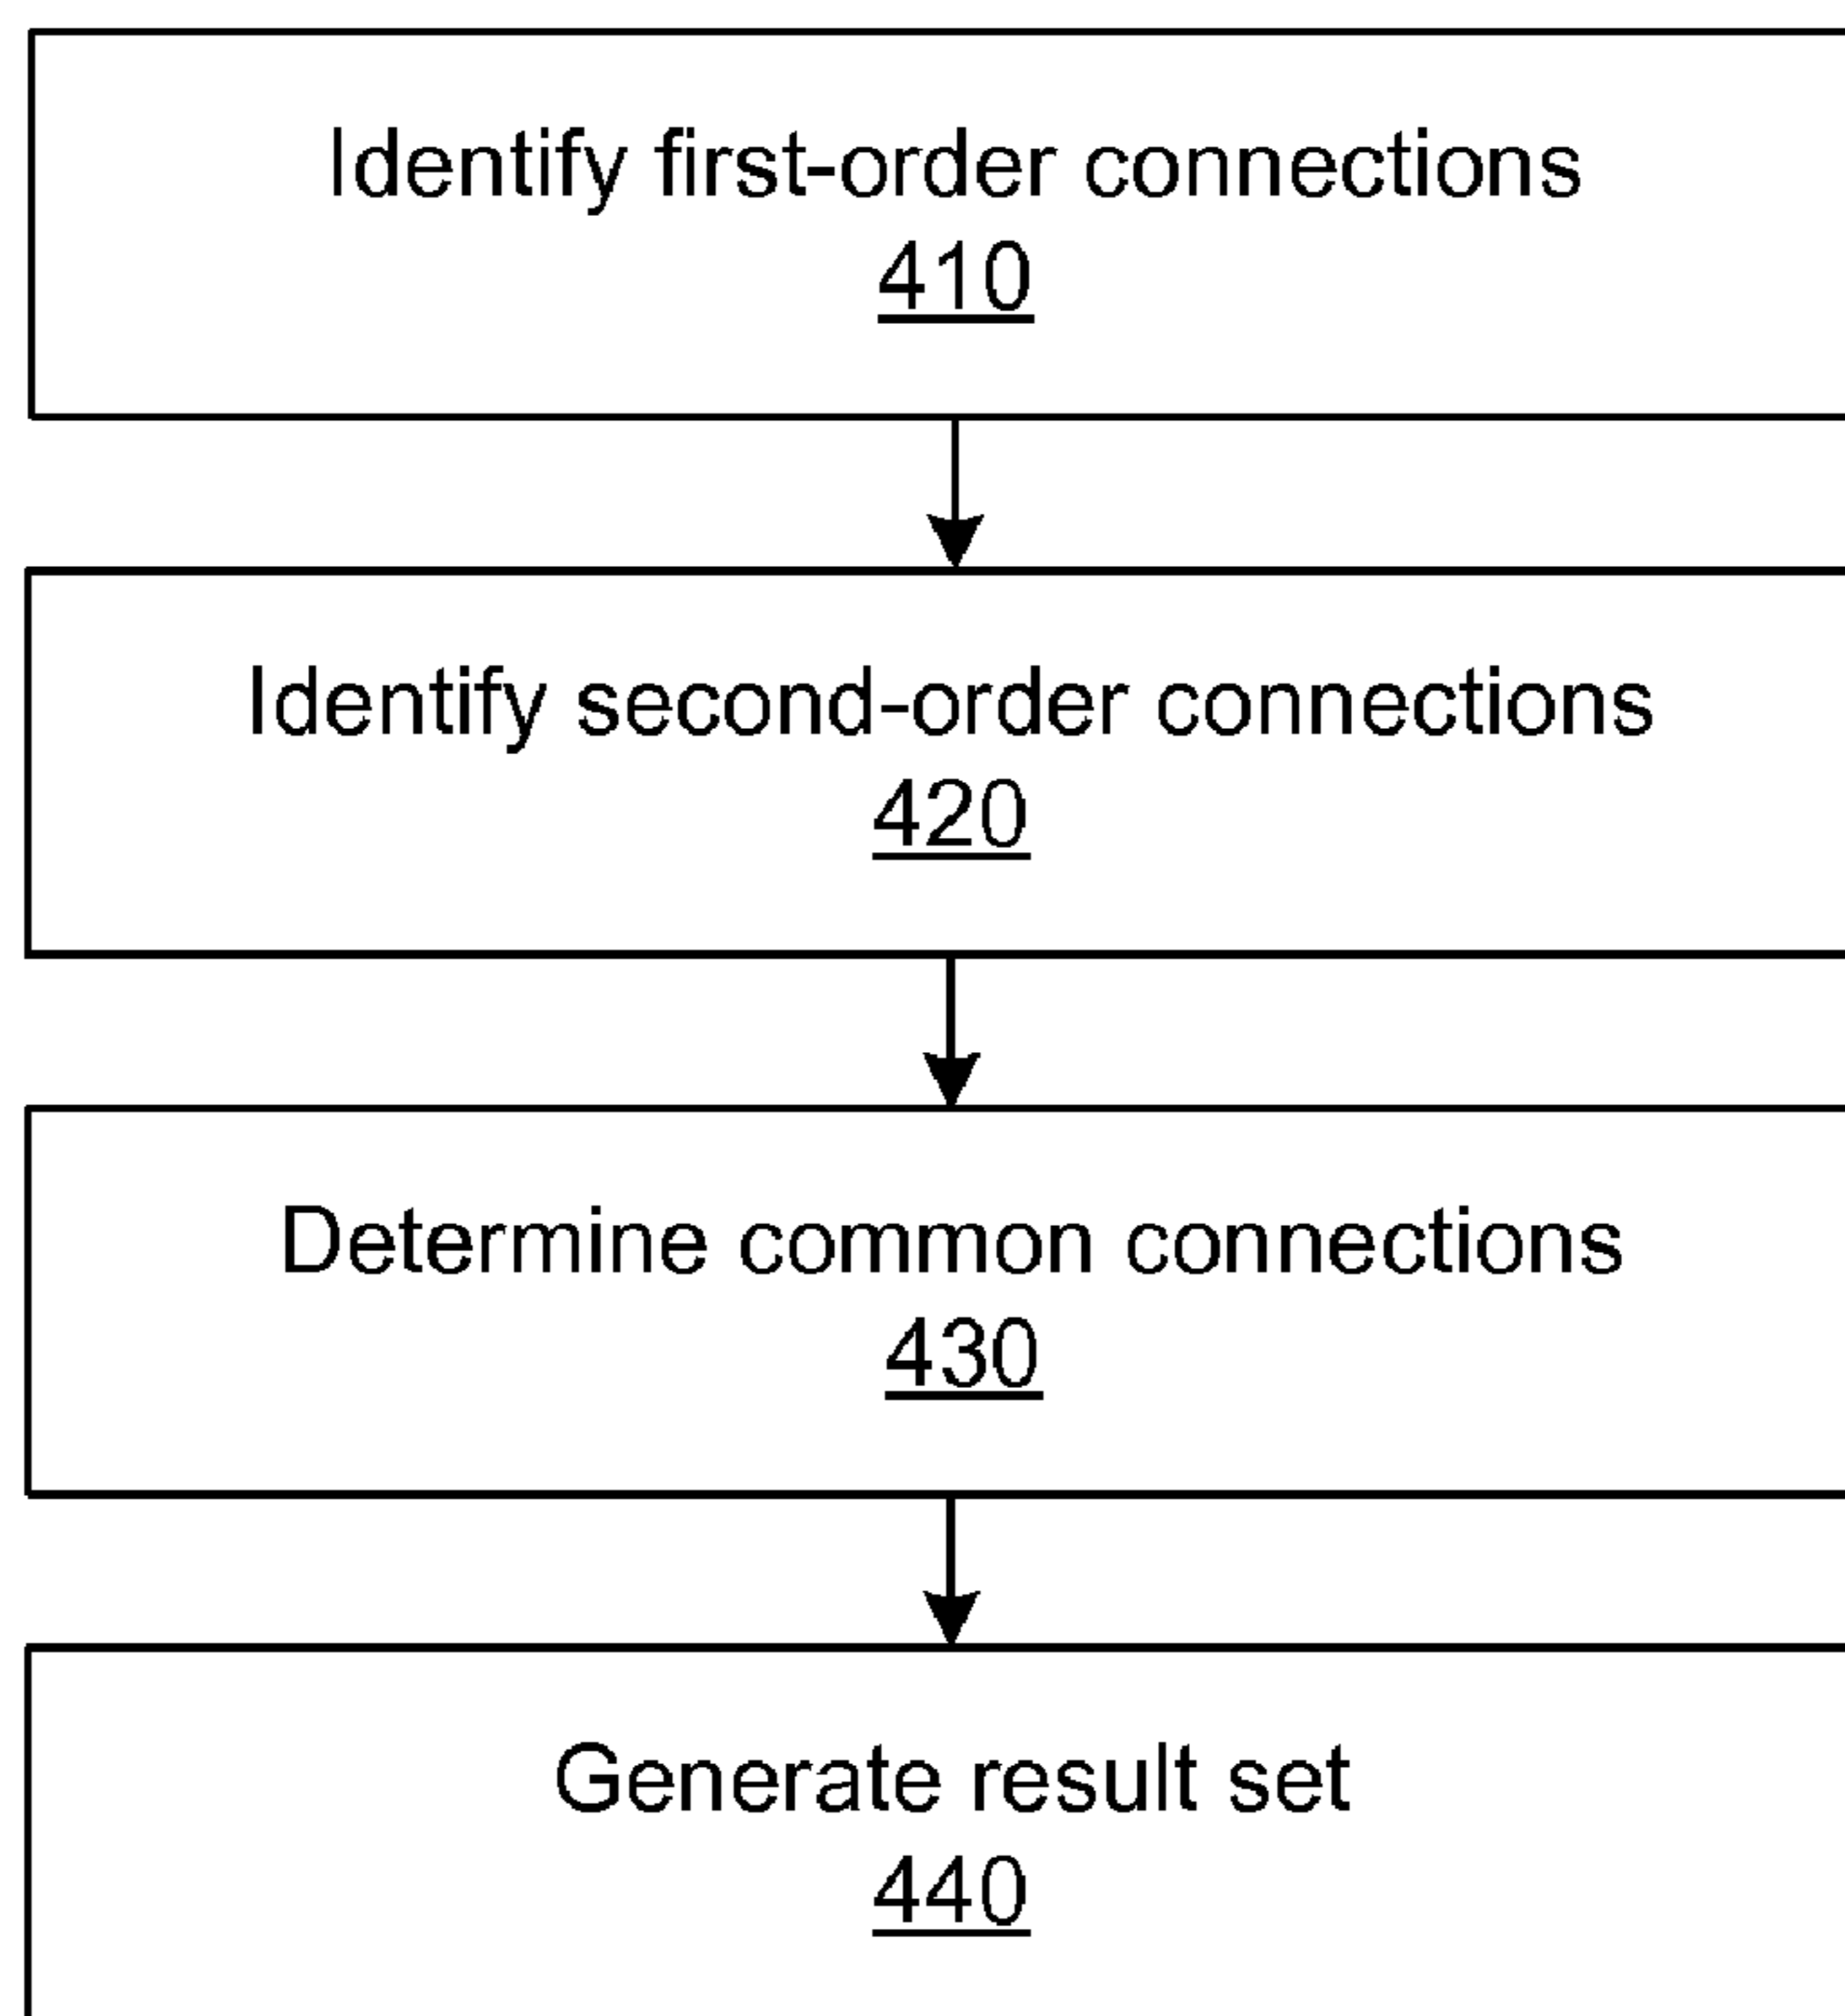 Identify first-order connections
410
Identify second-order connections
420
Determine common connections
430
Generate result set
440